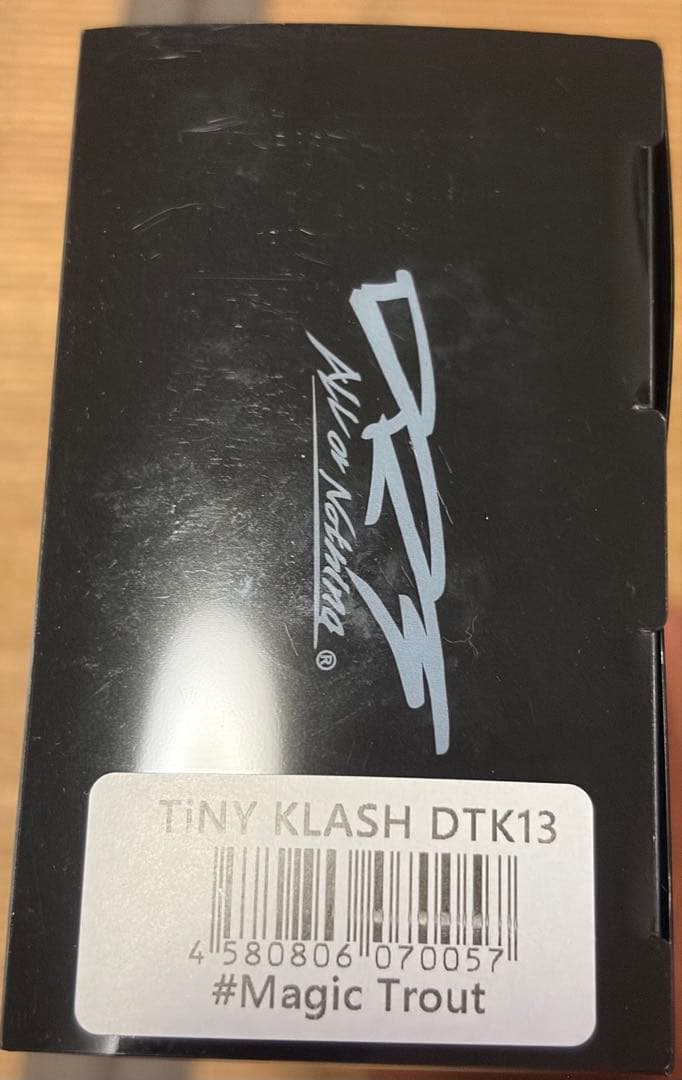 DRT
All or Nothing®
TiNY KLASH DTK13
4 580806 070057
#Magic Trout